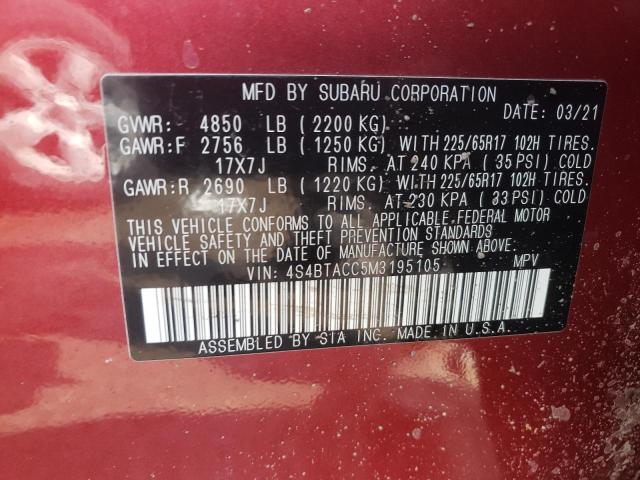 MFD BY SUBARU CORPORATION
DATE: 03/21
GVWR: 4850 LB ( 2200 KG)
GAWR:F 2756 LB ( 1250 KG) WITH 225/65R17 102H TIRES.
17X7J RIMS. AT 240 KPA ( 35 PSI) COLD
GAWR:R 2690 LB ( 1220 KG) WITH 225/65R17 102H TIRES.
17X7J RIMS. AT 230 KPA ( 33 PSI) COLD
THIS VEHICLE CONFORMS TO ALL APPLICABLE FEDERAL MOTOR
VEHICLE SAFETY AND THEFT PREVENTION STANDARDS
IN EFFECT ON THE DATE OF MANUFACTURE SHOWN ABOVE.
VIN: 4S4BTACC5M3195105 MPV
ASSEMBLED BY SIA INC. MADE IN U.S.A.